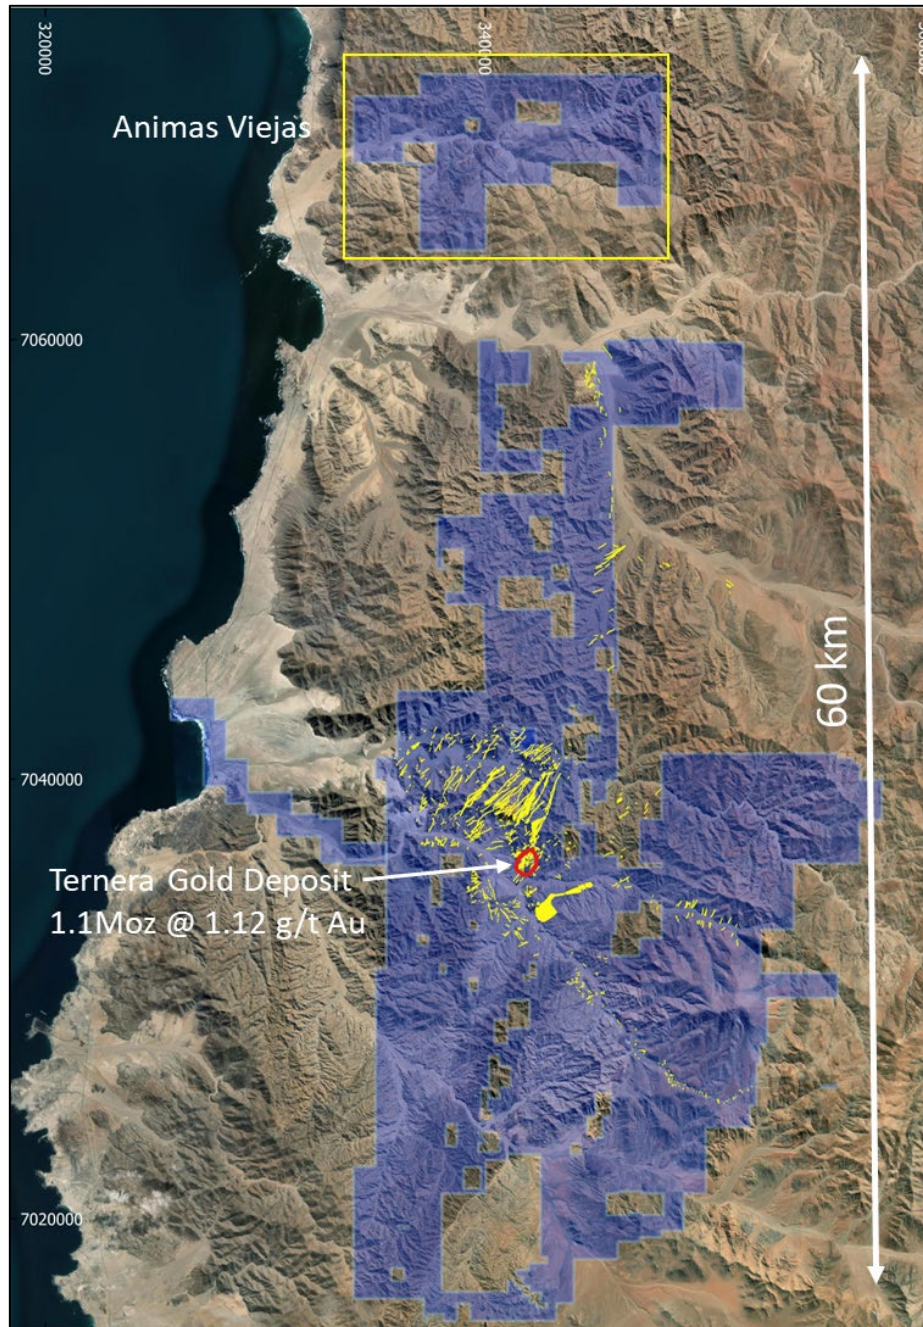 320000
340000
Animas Viejas
7060000
60 km
7040000
Ternera Gold Deposit
1.1Moz @ 1.12 g/t Au
7020000